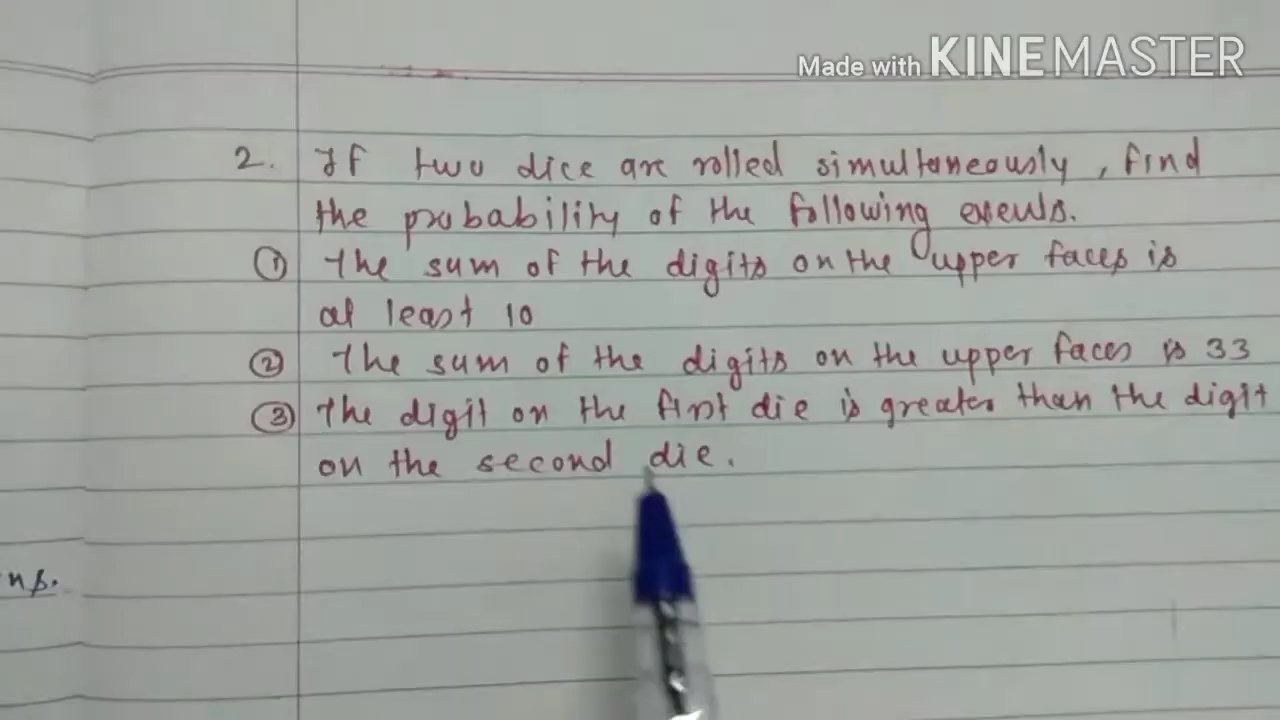 Made with KINEMASTER
2. If two dice are rolled simultaneously, find
the probability of the following events.
① The sum of the digits on the upper faces is
at least 10
② The sum of the digits on the upper faces is 33
③ The digit on the first die is greater than the digit
on the second die.
ns.